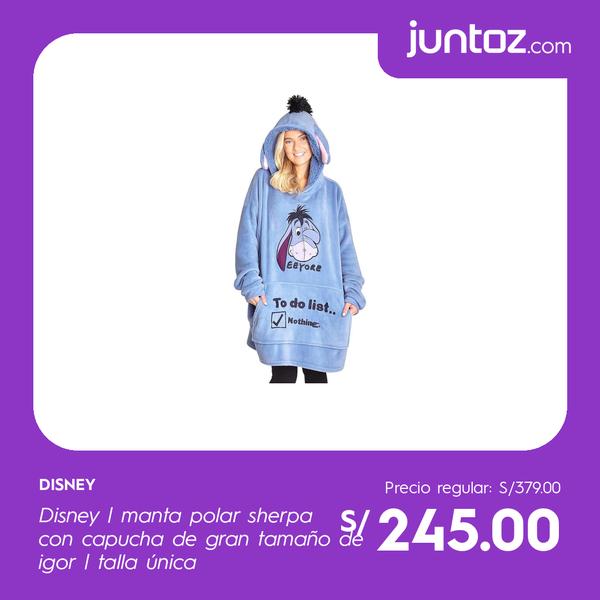 juntoz.com
EEYORE
To do list..
Nothing
DISNEY
Precio regular: S/379.00
Disney | manta polar sherpa
con capucha de gran tamaño de
igor | talla única
S/ 245.00